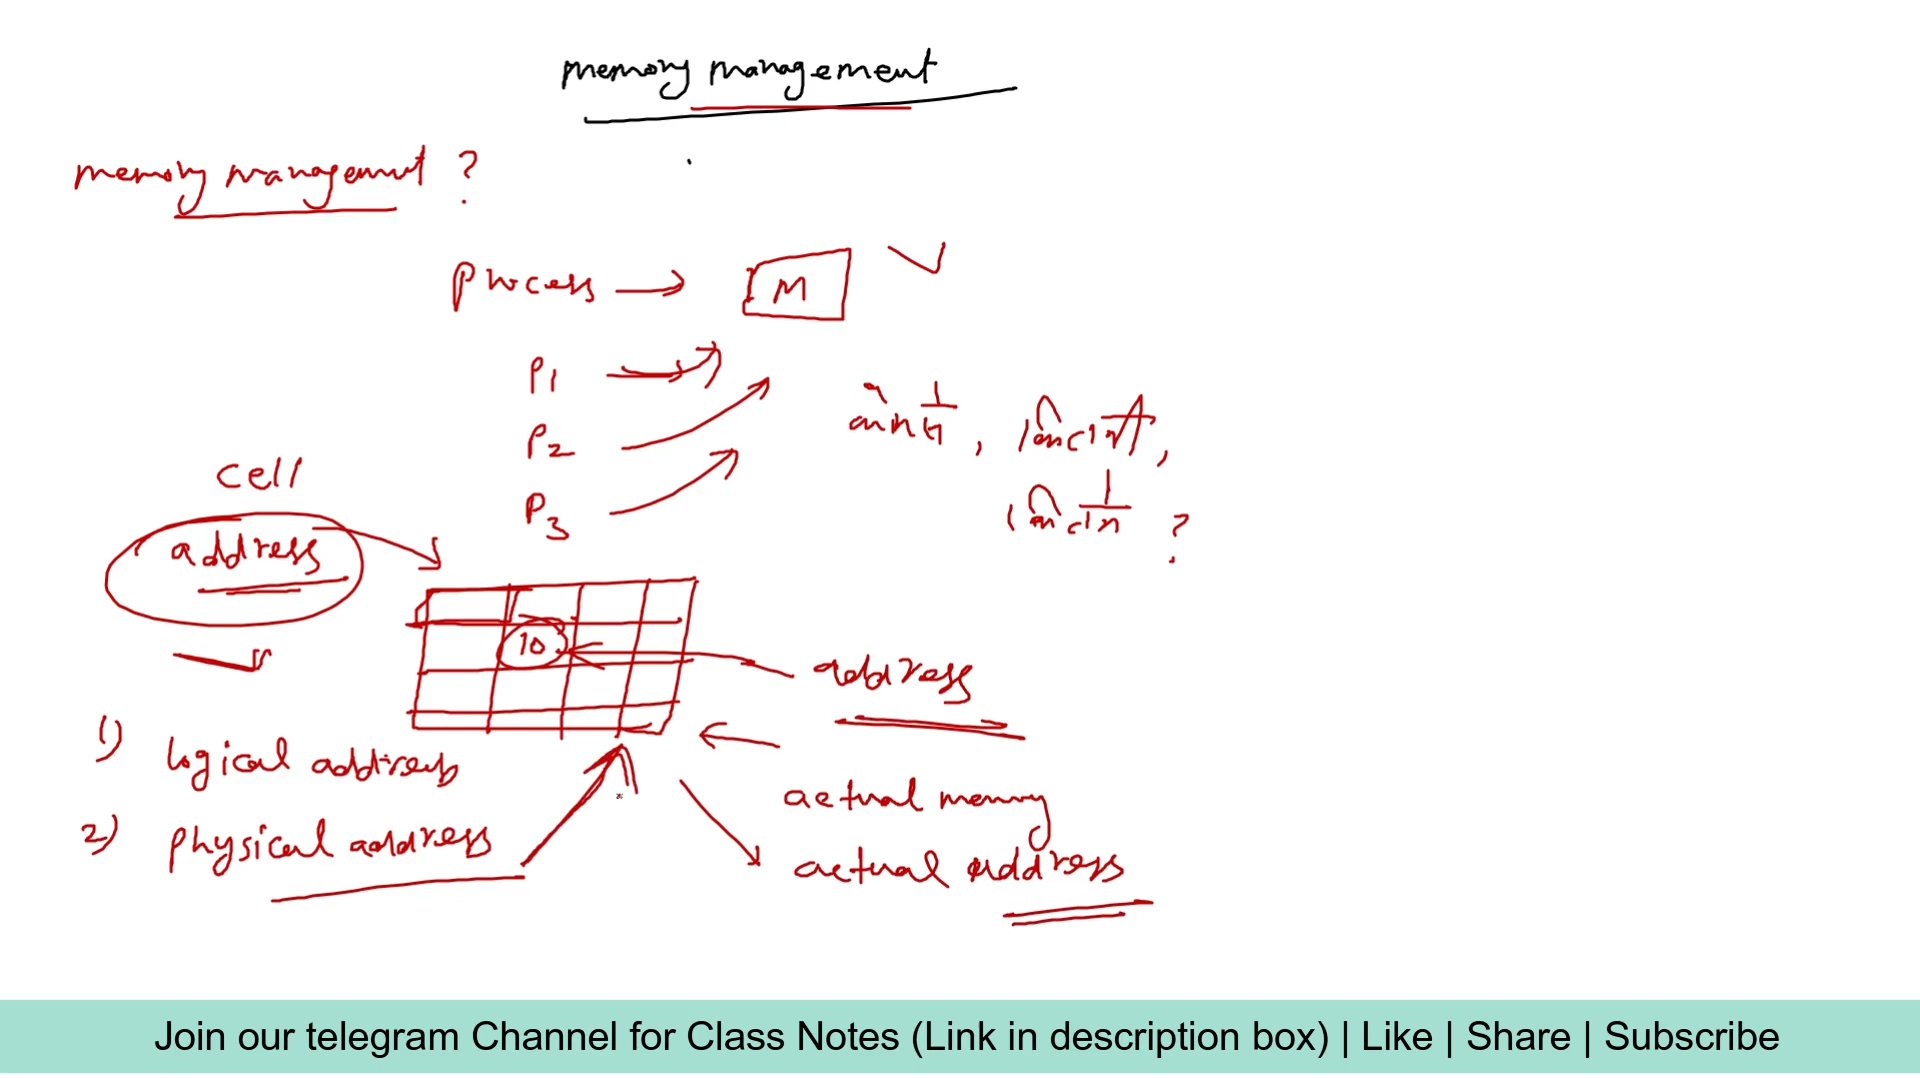 memory management
memory management ?
Process → M
P1
P2
P3
cell
address
10
address
1) logical address
actual memory
2) physical address
actual address
Join our telegram Channel for Class Notes (Link in description box) | Like | Share | Subscribe